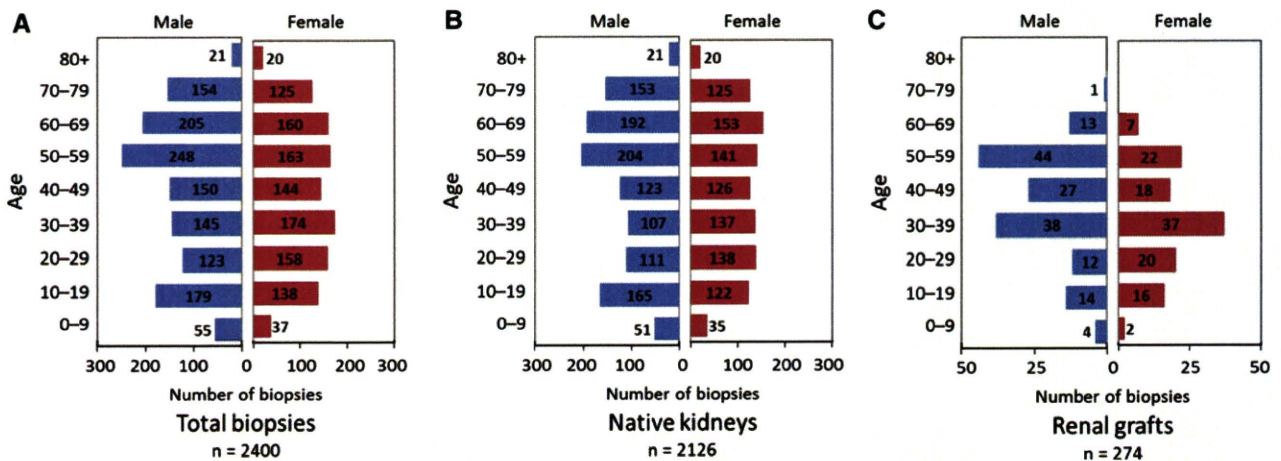 A
Male Female
80+ 21 20
70–79 154 125
60–69 205 160
50–59 248 163
40–49 150 144
30–39 145 174
20–29 123 158
10–19 179 138
0–9 55 37
Age
300 200 100 0 100 200 300
Number of biopsies
Total biopsies
n = 2400
B
Male Female
80+ 21 20
70–79 153 125
60–69 192 153
50–59 204 141
40–49 123 126
30–39 107 137
20–29 111 138
10–19 165 122
0–9 51 35
Age
300 200 100 0 100 200 300
Number of biopsies
Native kidneys
n = 2126
C
Male Female
80+
70–79 1
60–69 13 7
50–59 44 22
40–49 27 18
30–39 38 37
20–29 12 20
10–19 14 16
0–9 4 2
Age
50 25 0 25 50
Number of biopsies
Renal grafts
n = 274